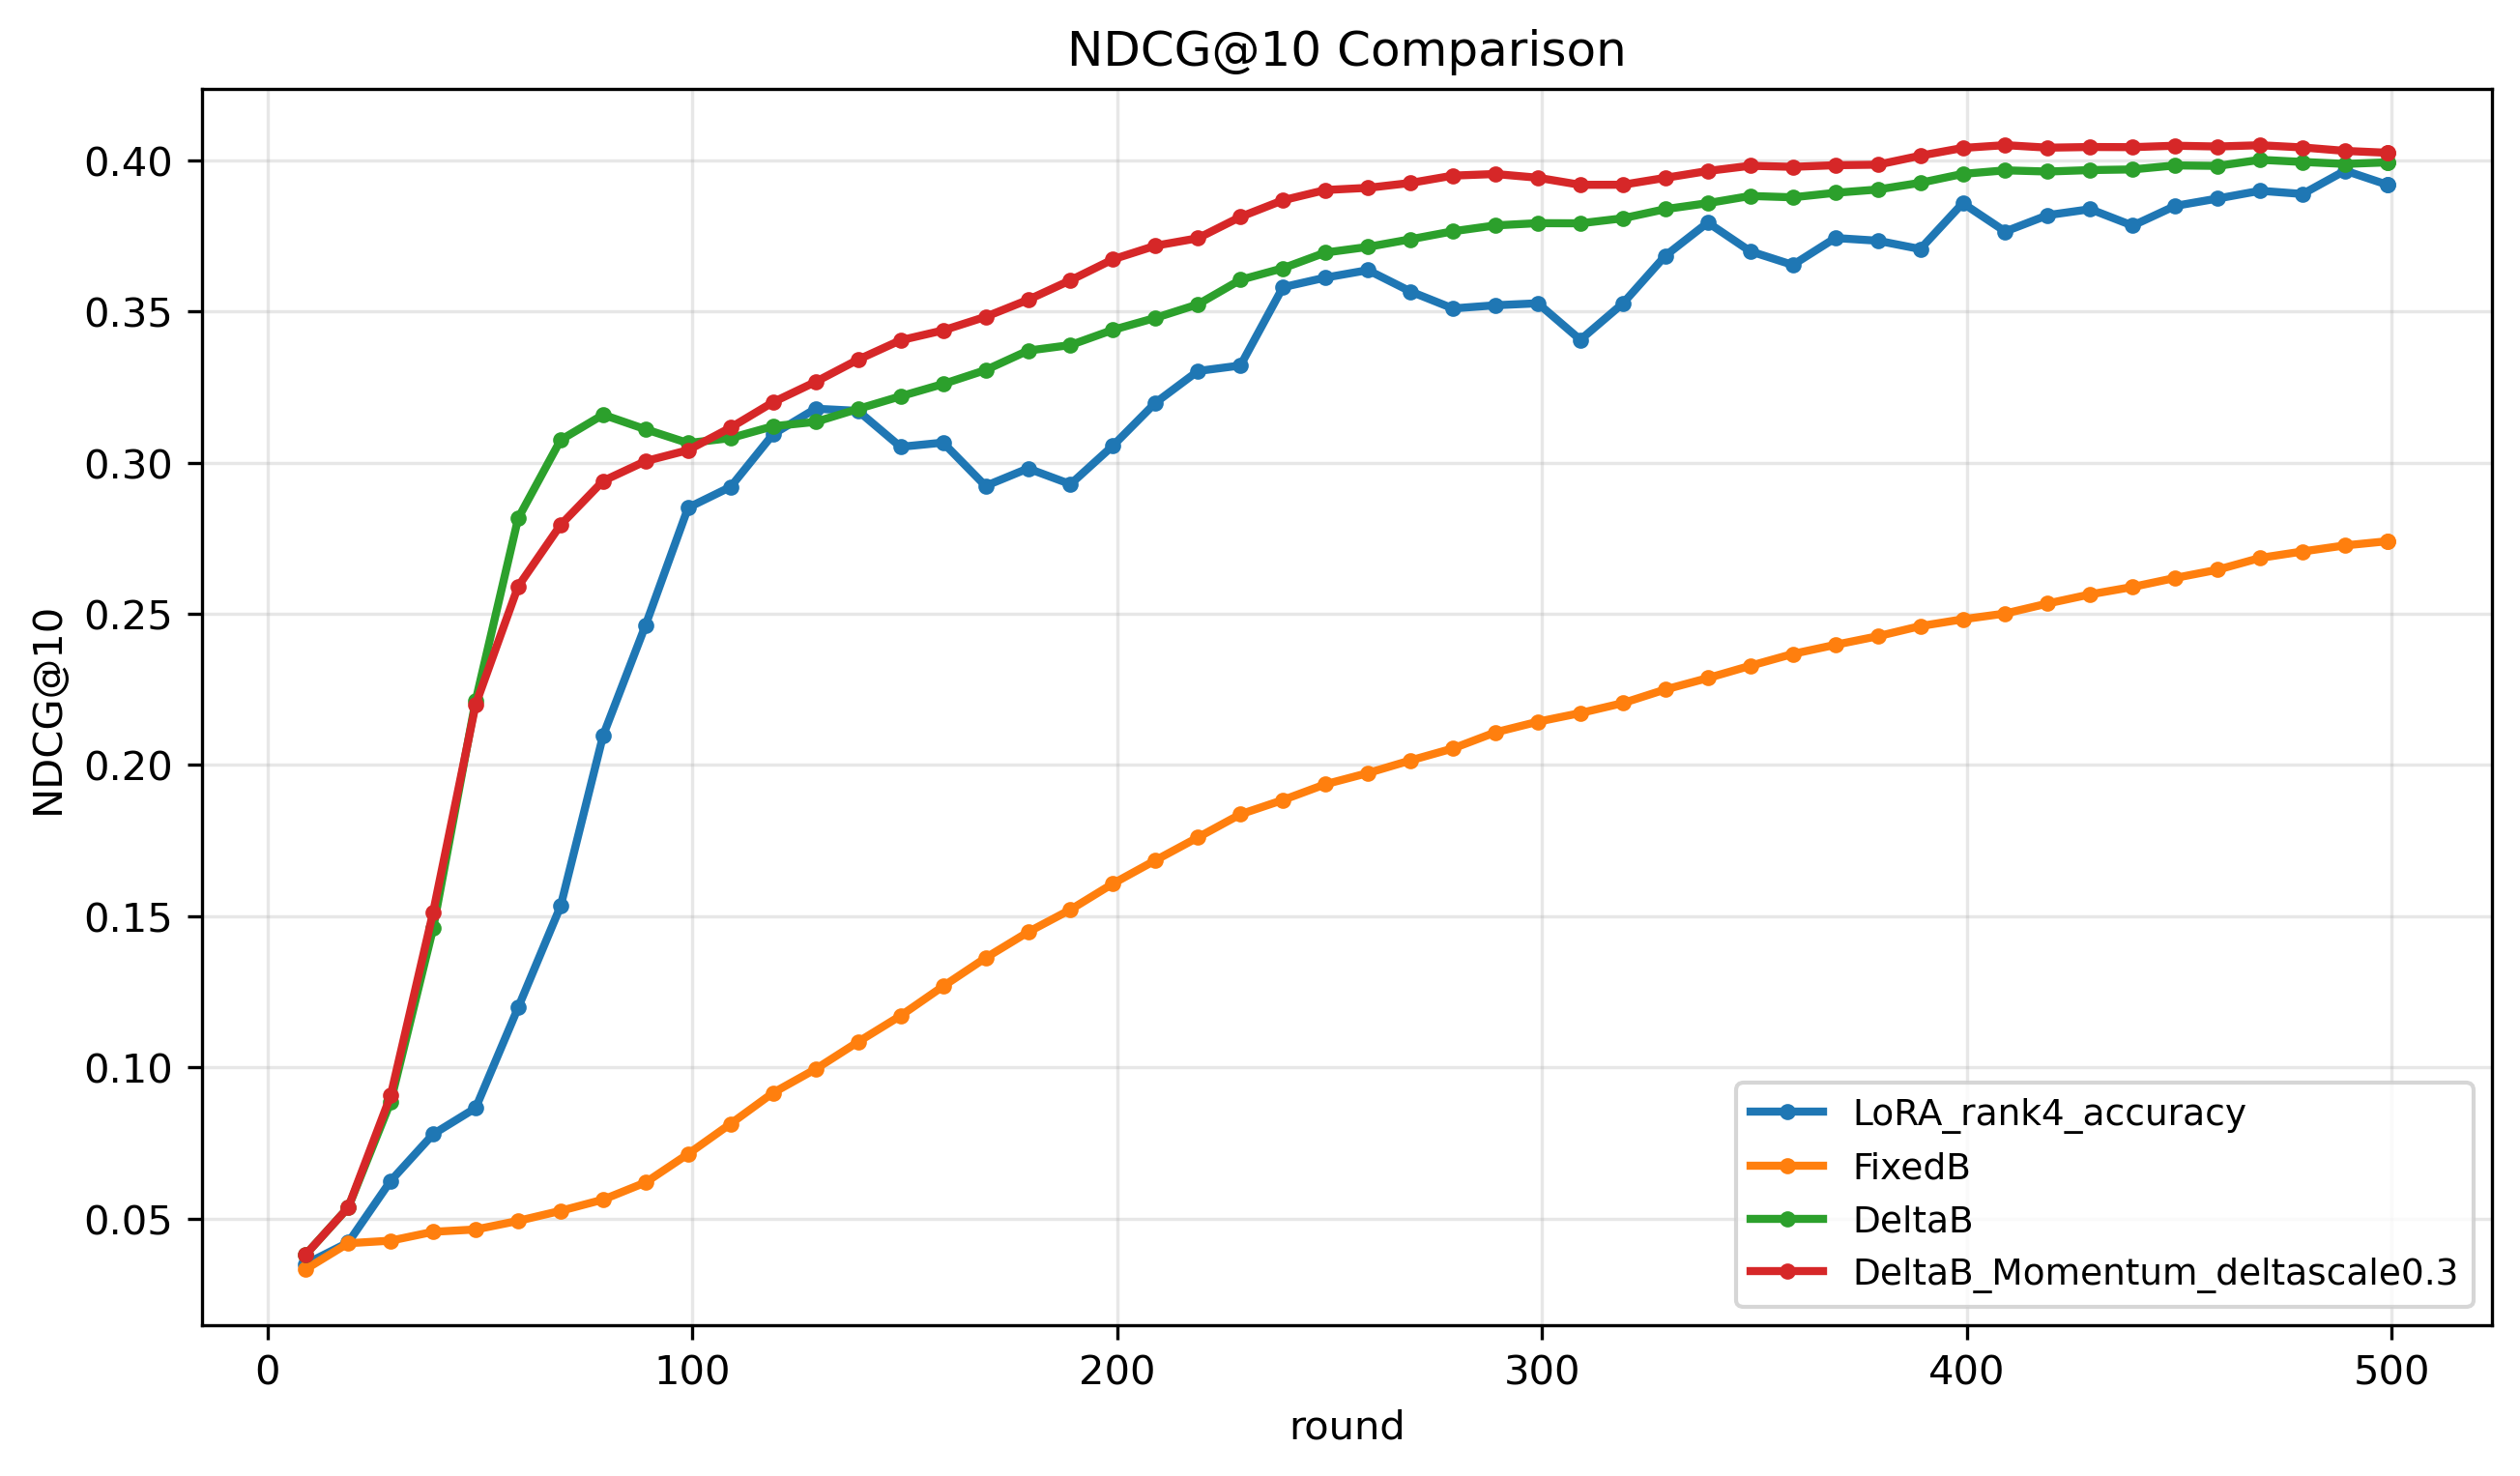 NDCG@10 Comparison
NDCG@10
0.40
0.35
0.30
0.25
0.20
0.15
0.10
0.05
0 100 200 300 400 500
round
LoRA_rank4_accuracy
FixedB
DeltaB
DeltaB_Momentum_deltascale0.3